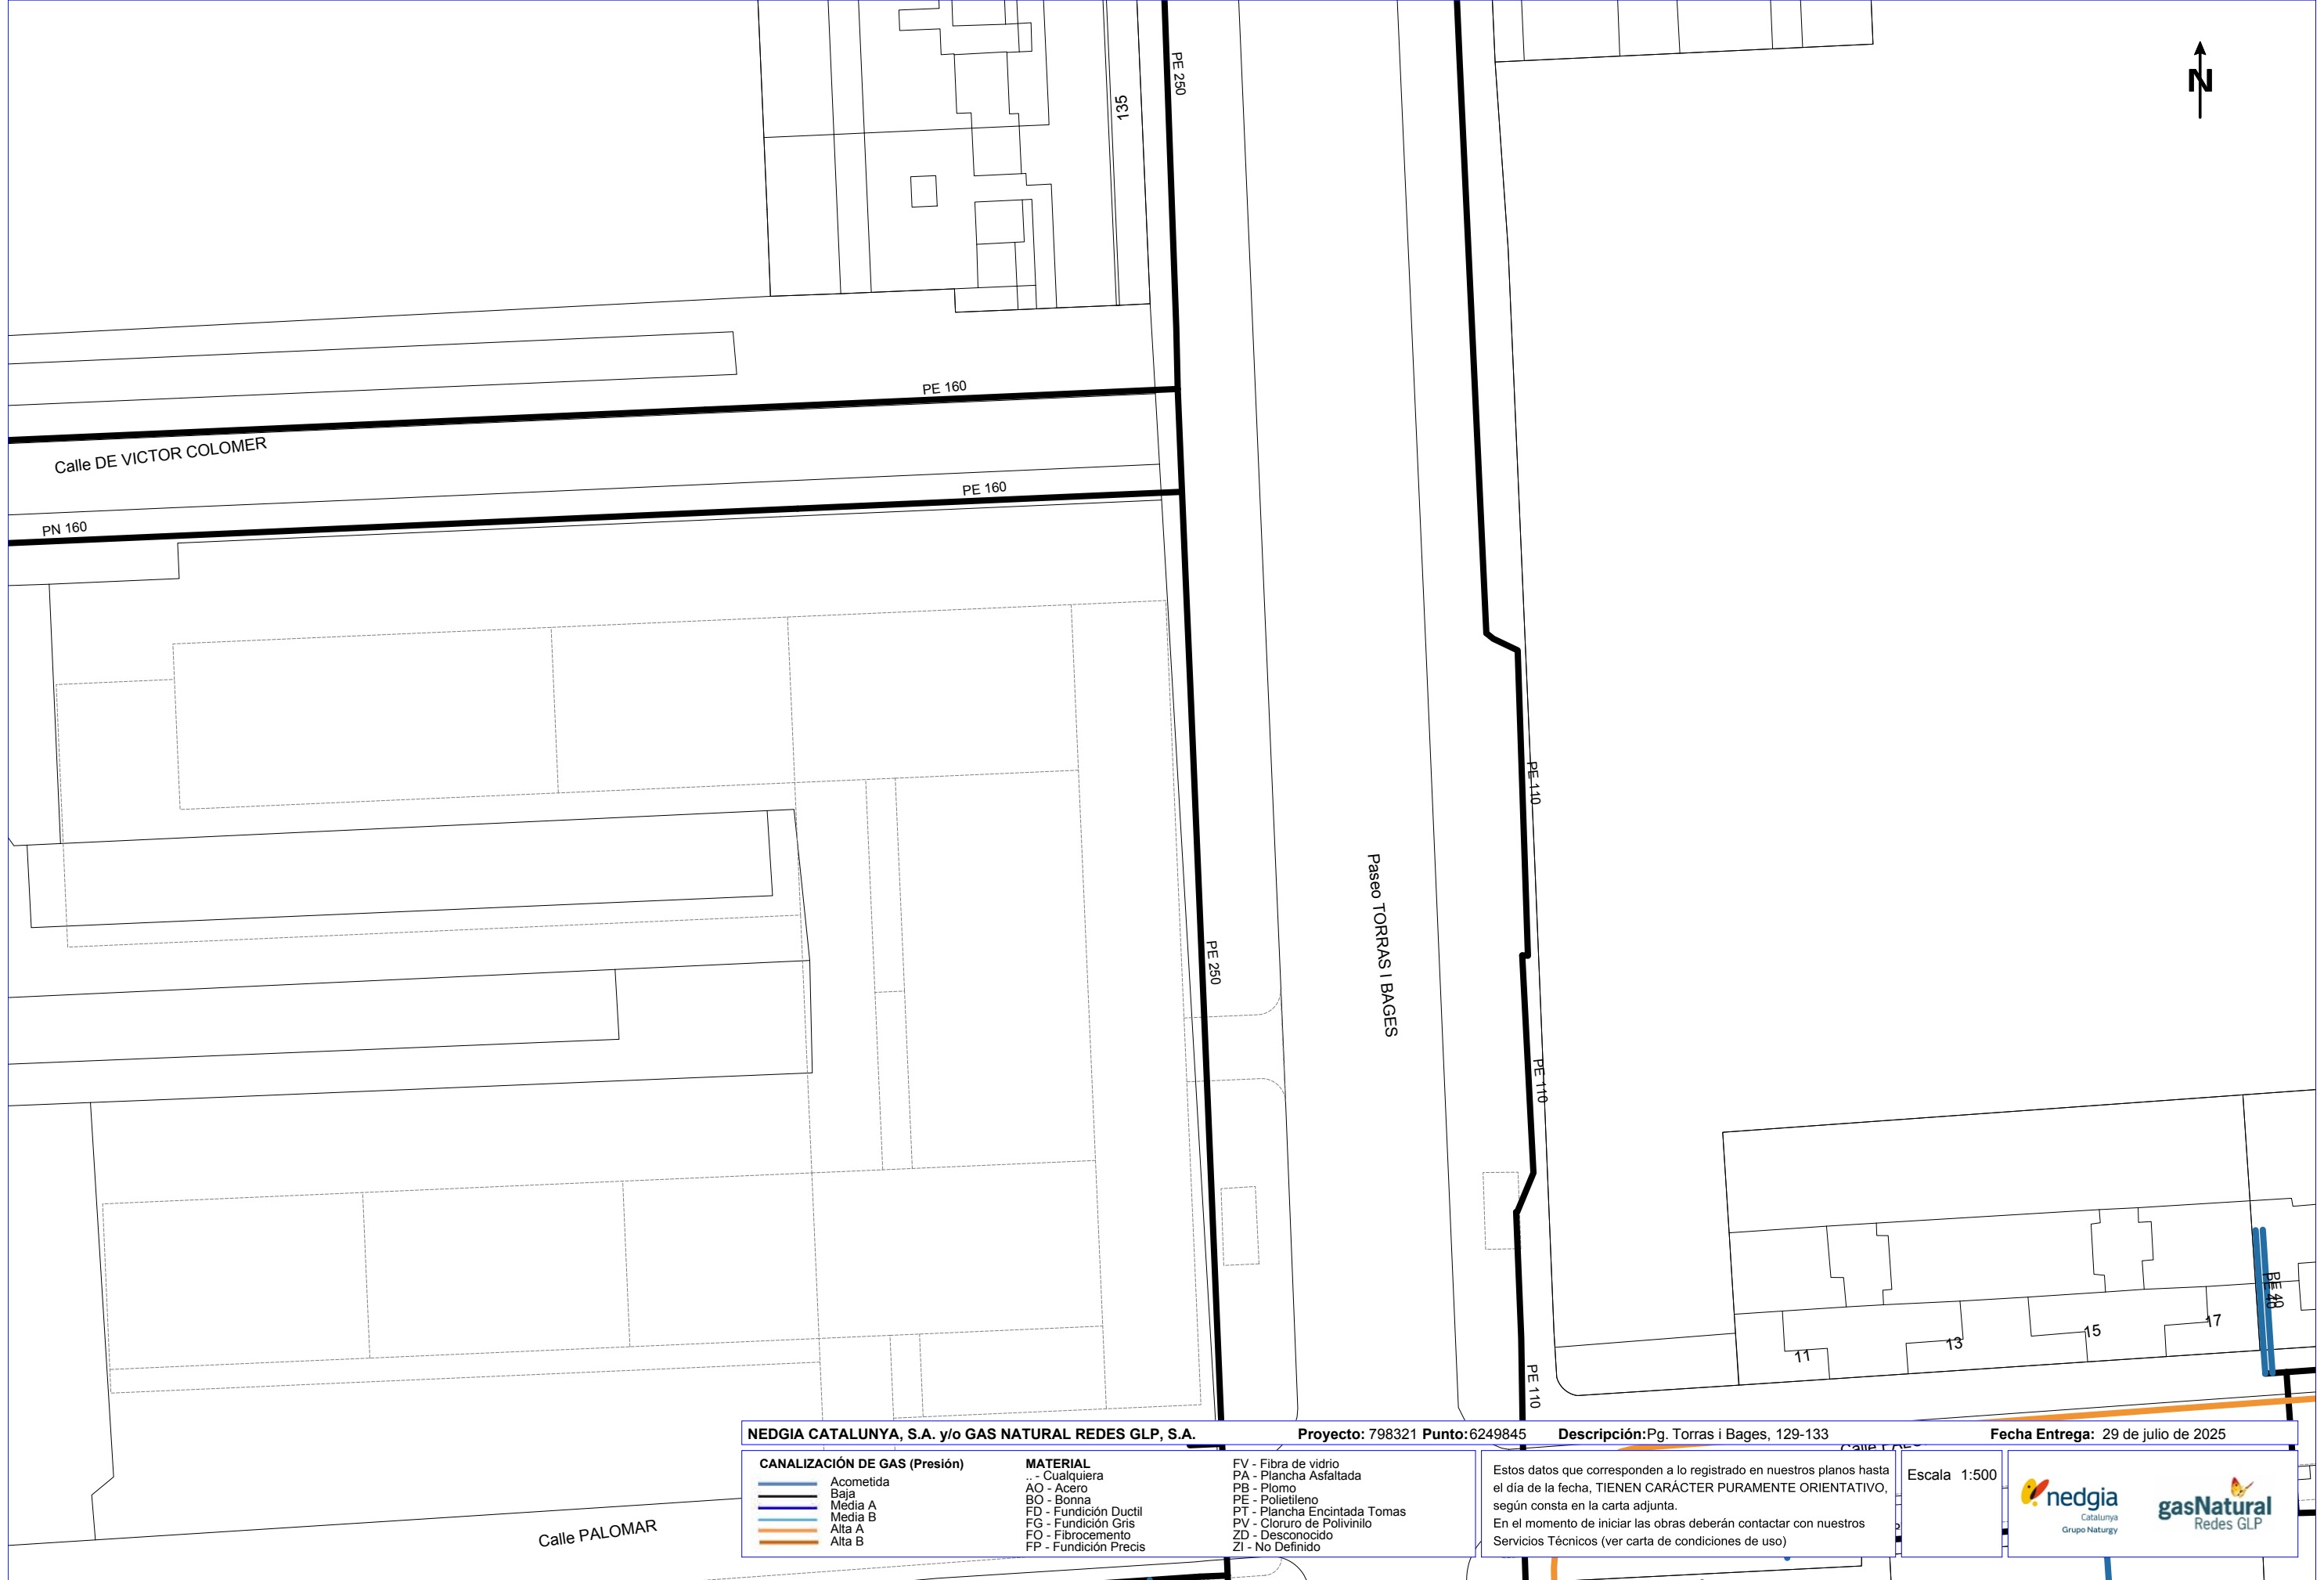 PE 250
135
N
PE 160
Calle DE VICTOR COLOMER
PE 160
PN 160
PE 110
Paseo TORRAS I BAGES
PE 250
PE 110
PE 40
PE 40
17
15
13
11
PE 110
NEDGIA CATALUNYA, S.A. y/o GAS NATURAL REDES GLP, S.A. Proyecto: 798321 Punto:6249845 Descripción:Pg. Torras i Bages, 129-133 Fecha Entrega: 29 de julio de 2025
CANALIZACIÓN DE GAS (Presión)
Acometida
Baja
Media A
Media B
Alta A
Alta B
MATERIAL
.. - Cualquiera
AO - Acero
BO - Bonna
FD - Fundición Ductil
FG - Fundición Gris
FO - Fibrocemento
FP - Fundición Precis
FV - Fibra de vidrio
PA - Plancha Asfaltada
PB - Plomo
PE - Polietileno
PT - Plancha Encintada Tomas
PV - Cloruro de Polivinilo
ZD - Desconocido
ZI - No Definido
Estos datos que corresponden a lo registrado en nuestros planos hasta
el día de la fecha, TIENEN CARÁCTER PURAMENTE ORIENTATIVO,
según consta en la carta adjunta.
En el momento de iniciar las obras deberán contactar con nuestros
Servicios Técnicos (ver carta de condiciones de uso)
Escala 1:500
nedgia
Catalunya
Grupo Naturgy
gasNatural
Redes GLP
Calle PALOMAR